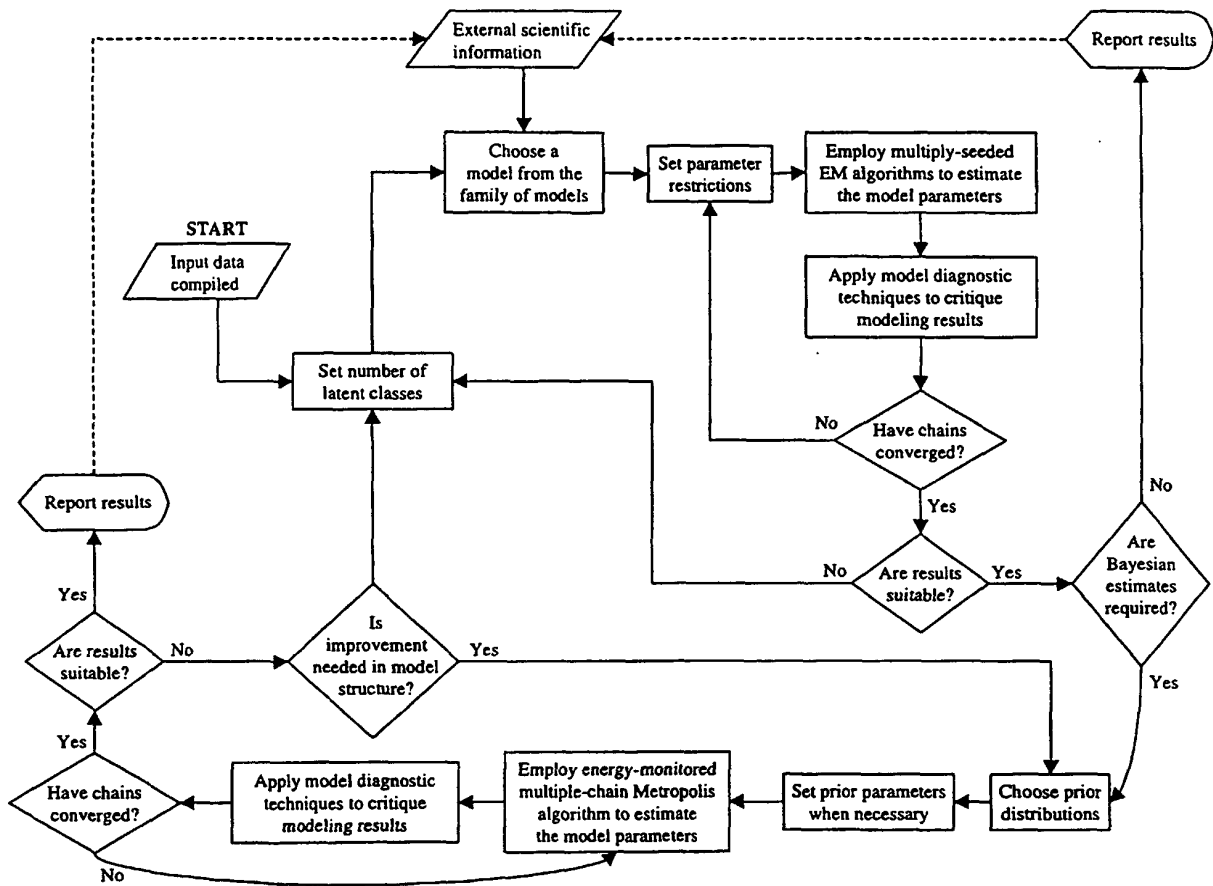 External scientific
information
Report results
Choose a
model from the
family of models
Set parameter
restrictions
Employ multiply-seeded
EM algorithms to estimate
the model parameters
START
Input data
compiled
Apply model diagnostic
techniques to critique
modeling results
Set number of
latent classes
No
Have chains
converged?
Yes
Report results
No
Are results
suitable?
Yes
No
Are
Bayesian
estimates
required?
Yes
Yes
Are results
suitable?
No
Is
improvement
needed in model
structure?
Yes
Yes
Have chains
converged?
No
Apply model diagnostic
techniques to critique
modeling results
Employ energy-monitored
multiple-chain Metropolis
algorithm to estimate
the model parameters
Set prior parameters
when necessary
Choose prior
distributions